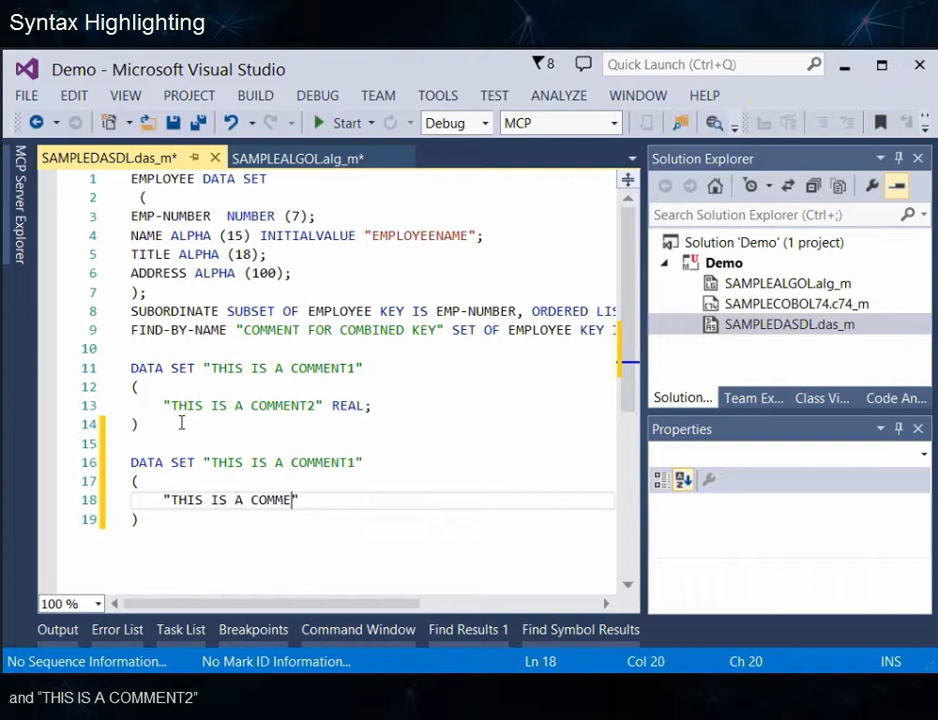 Syntax Highlighting
Demo - Microsoft Visual Studio
8
Quick Launch (Ctrl+Q)
FILE EDIT VIEW PROJECT BUILD DEBUG TEAM TOOLS TEST ANALYZE WINDOW HELP
Start Debug MCP
MCP Server Explorer
SAMPLEDASDL.das_m* SAMPLEALGOL.alg_m*
1 EMPLOYEE DATA SET
2 (
3 EMP-NUMBER NUMBER (7);
4 NAME ALPHA (15) INITIALVALUE "EMPLOYEENAME";
5 TITLE ALPHA (18);
6 ADDRESS ALPHA (100);
7 );
8 SUBORDINATE SUBSET OF EMPLOYEE KEY IS EMP-NUMBER, ORDERED LIS
9 FIND-BY-NAME "COMMENT FOR COMBINED KEY" SET OF EMPLOYEE KEY I
10
11 DATA SET "THIS IS A COMMENT1"
12 (
13 "THIS IS A COMMENT2" REAL;
14 )
15
16 DATA SET "THIS IS A COMMENT1"
17 (
18 "THIS IS A COMME"
19 )
100 %
Solution Explorer
Search Solution Explorer (Ctrl+;)
Solution 'Demo' (1 project)
Demo
SAMPLEALGOL.alg_m
SAMPLECOBOL74.c74_m
SAMPLEDASDL.das_m
Solution... Team Ex... Class Vi... Code An...
Properties
Output Error List Task List Breakpoints Command Window Find Results 1 Find Symbol Results
No Sequence Information... No Mark ID Information... Ln 18 Col 20 Ch 20 INS
and "THIS IS A COMMENT2"